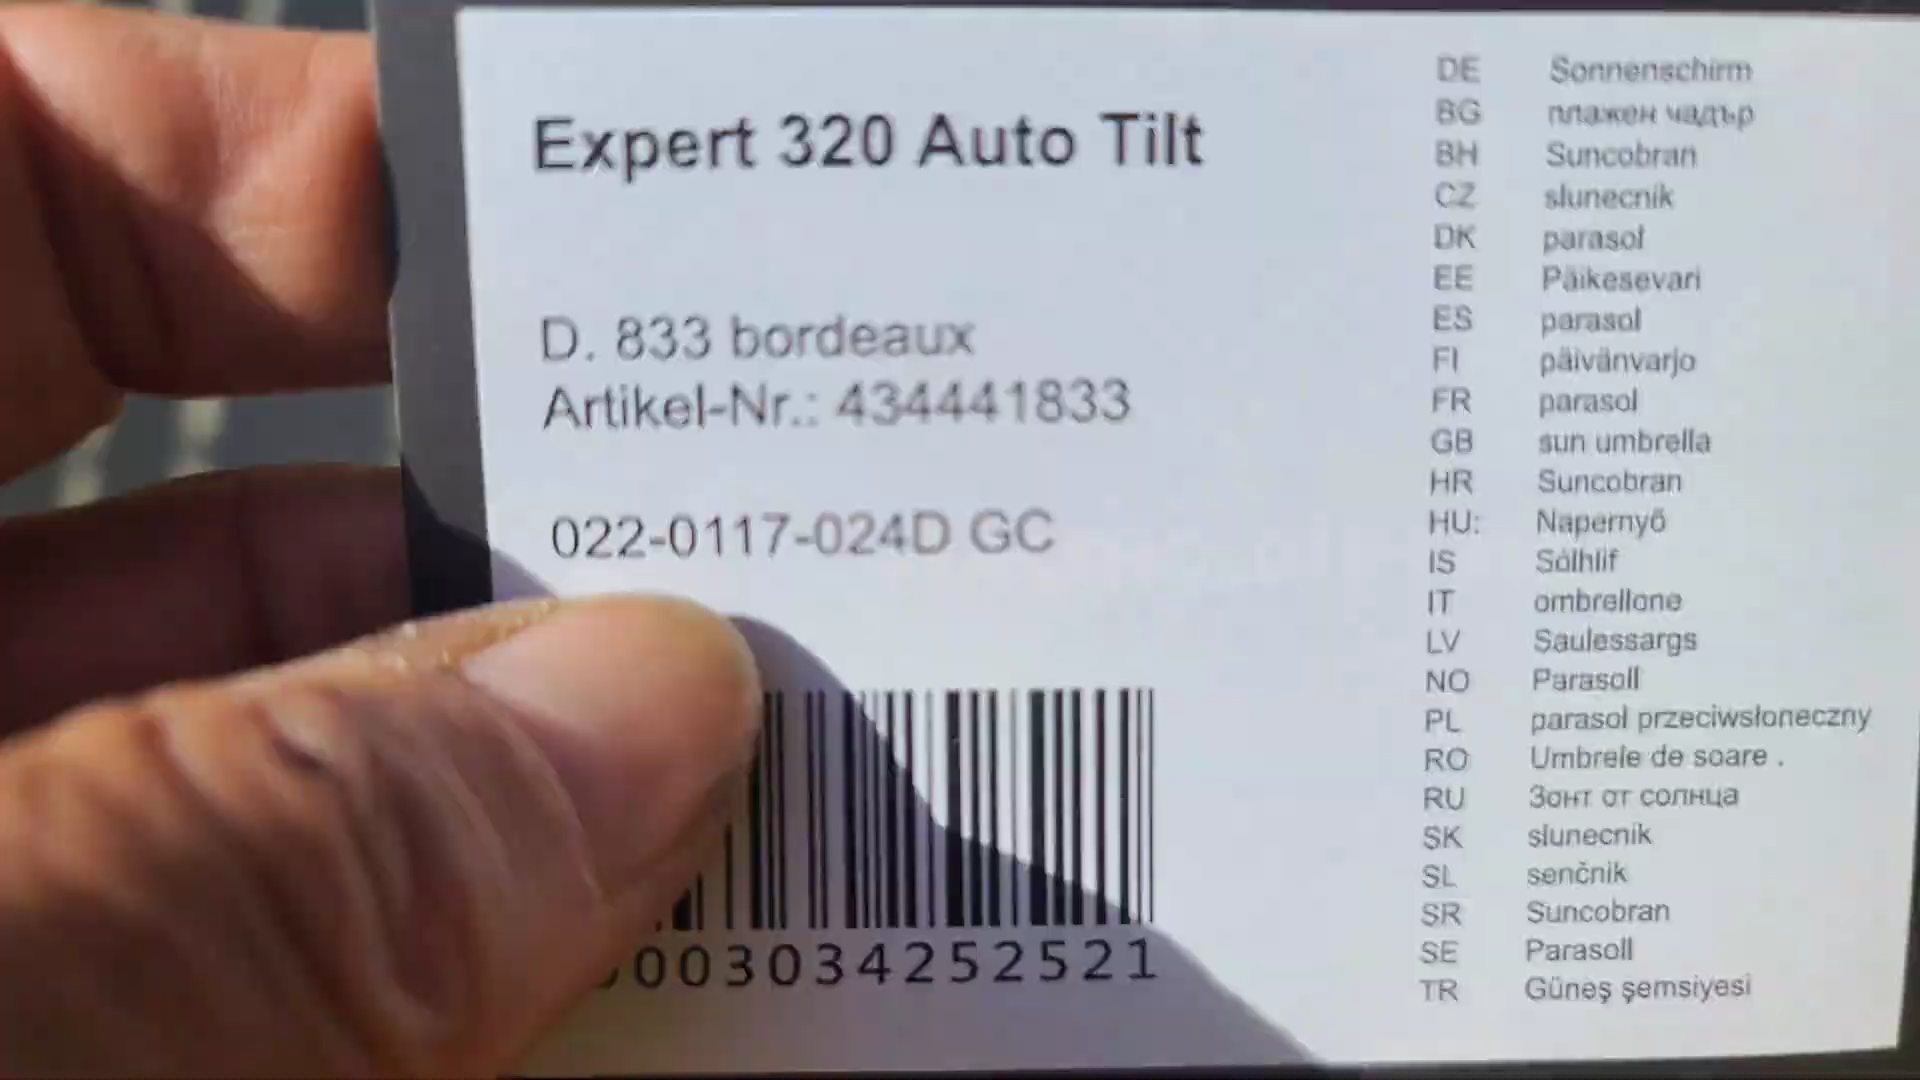 Expert 320 Auto Tilt
D. 833 bordeaux
Artikel-Nr.: 434441833
022-0117-024D GC
003034252521
DE Sonnenschirm
BG плажен чадър
BH Suncobran
CZ slunecnik
DK parasol
EE Päikesevari
ES parasol
FI päivänvarjo
FR parasol
GB sun umbrella
HR Suncobran
HU: Napernyő
IS Sólhlíf
IT ombrellone
LV Saulessargs
NO Parasoll
PL parasol przeciwsłoneczny
RO Umbrele de soare .
RU Зонт от солнца
SK slunecnik
SL senčnik
SR Suncobran
SE Parasoll
TR Güneş şemsiyesi